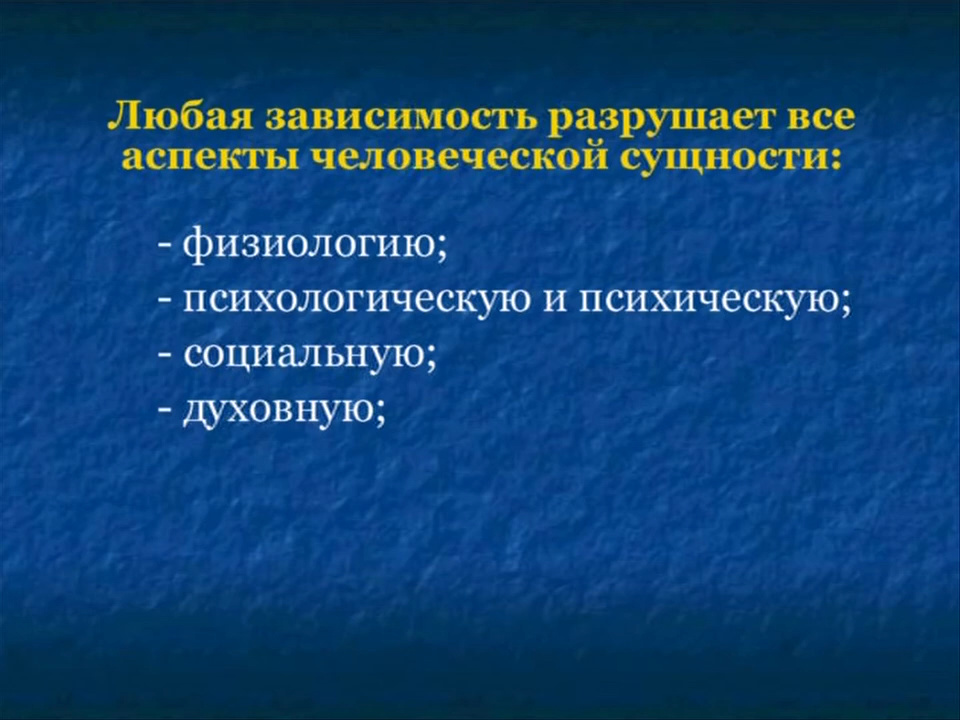 Любая зависимость разрушает все
аспекты человеческой сущности:
- физиологию;
- психологическую и психическую;
- социальную;
- духовную;